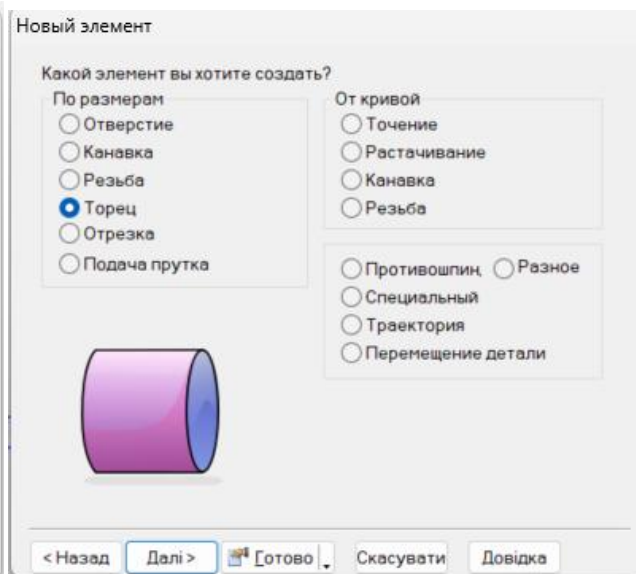 Новый элемент
Какой элемент вы хотите создать?
По размерам
Отверстие
Канавка
Резьба
Торец
Отрезка
Подача прутка
От кривой
Точение
Растачивание
Канавка
Резьба
Противошпин, Разное
Специальный
Траектория
Перемещение детали
< Назад Далі > Готово Скасувати Довідка